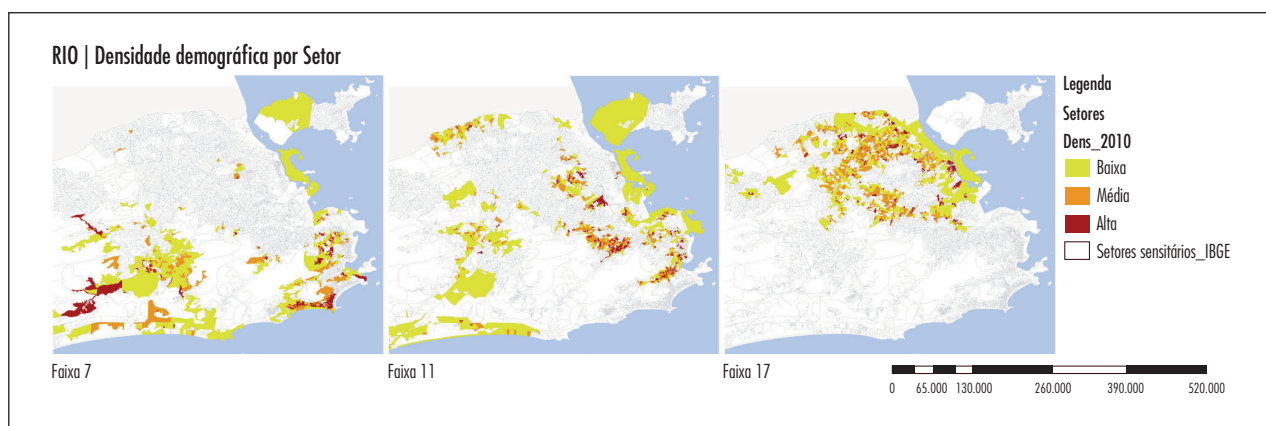 RIO | Densidade demográfica por Setor
Legenda
Setores
Dens_2010
Baixa
Média
Alta
Setores sensitários_IBGE
Faixa 7
Faixa 11
Faixa 17
0 65.000 130.000 260.000 390.000 520.000